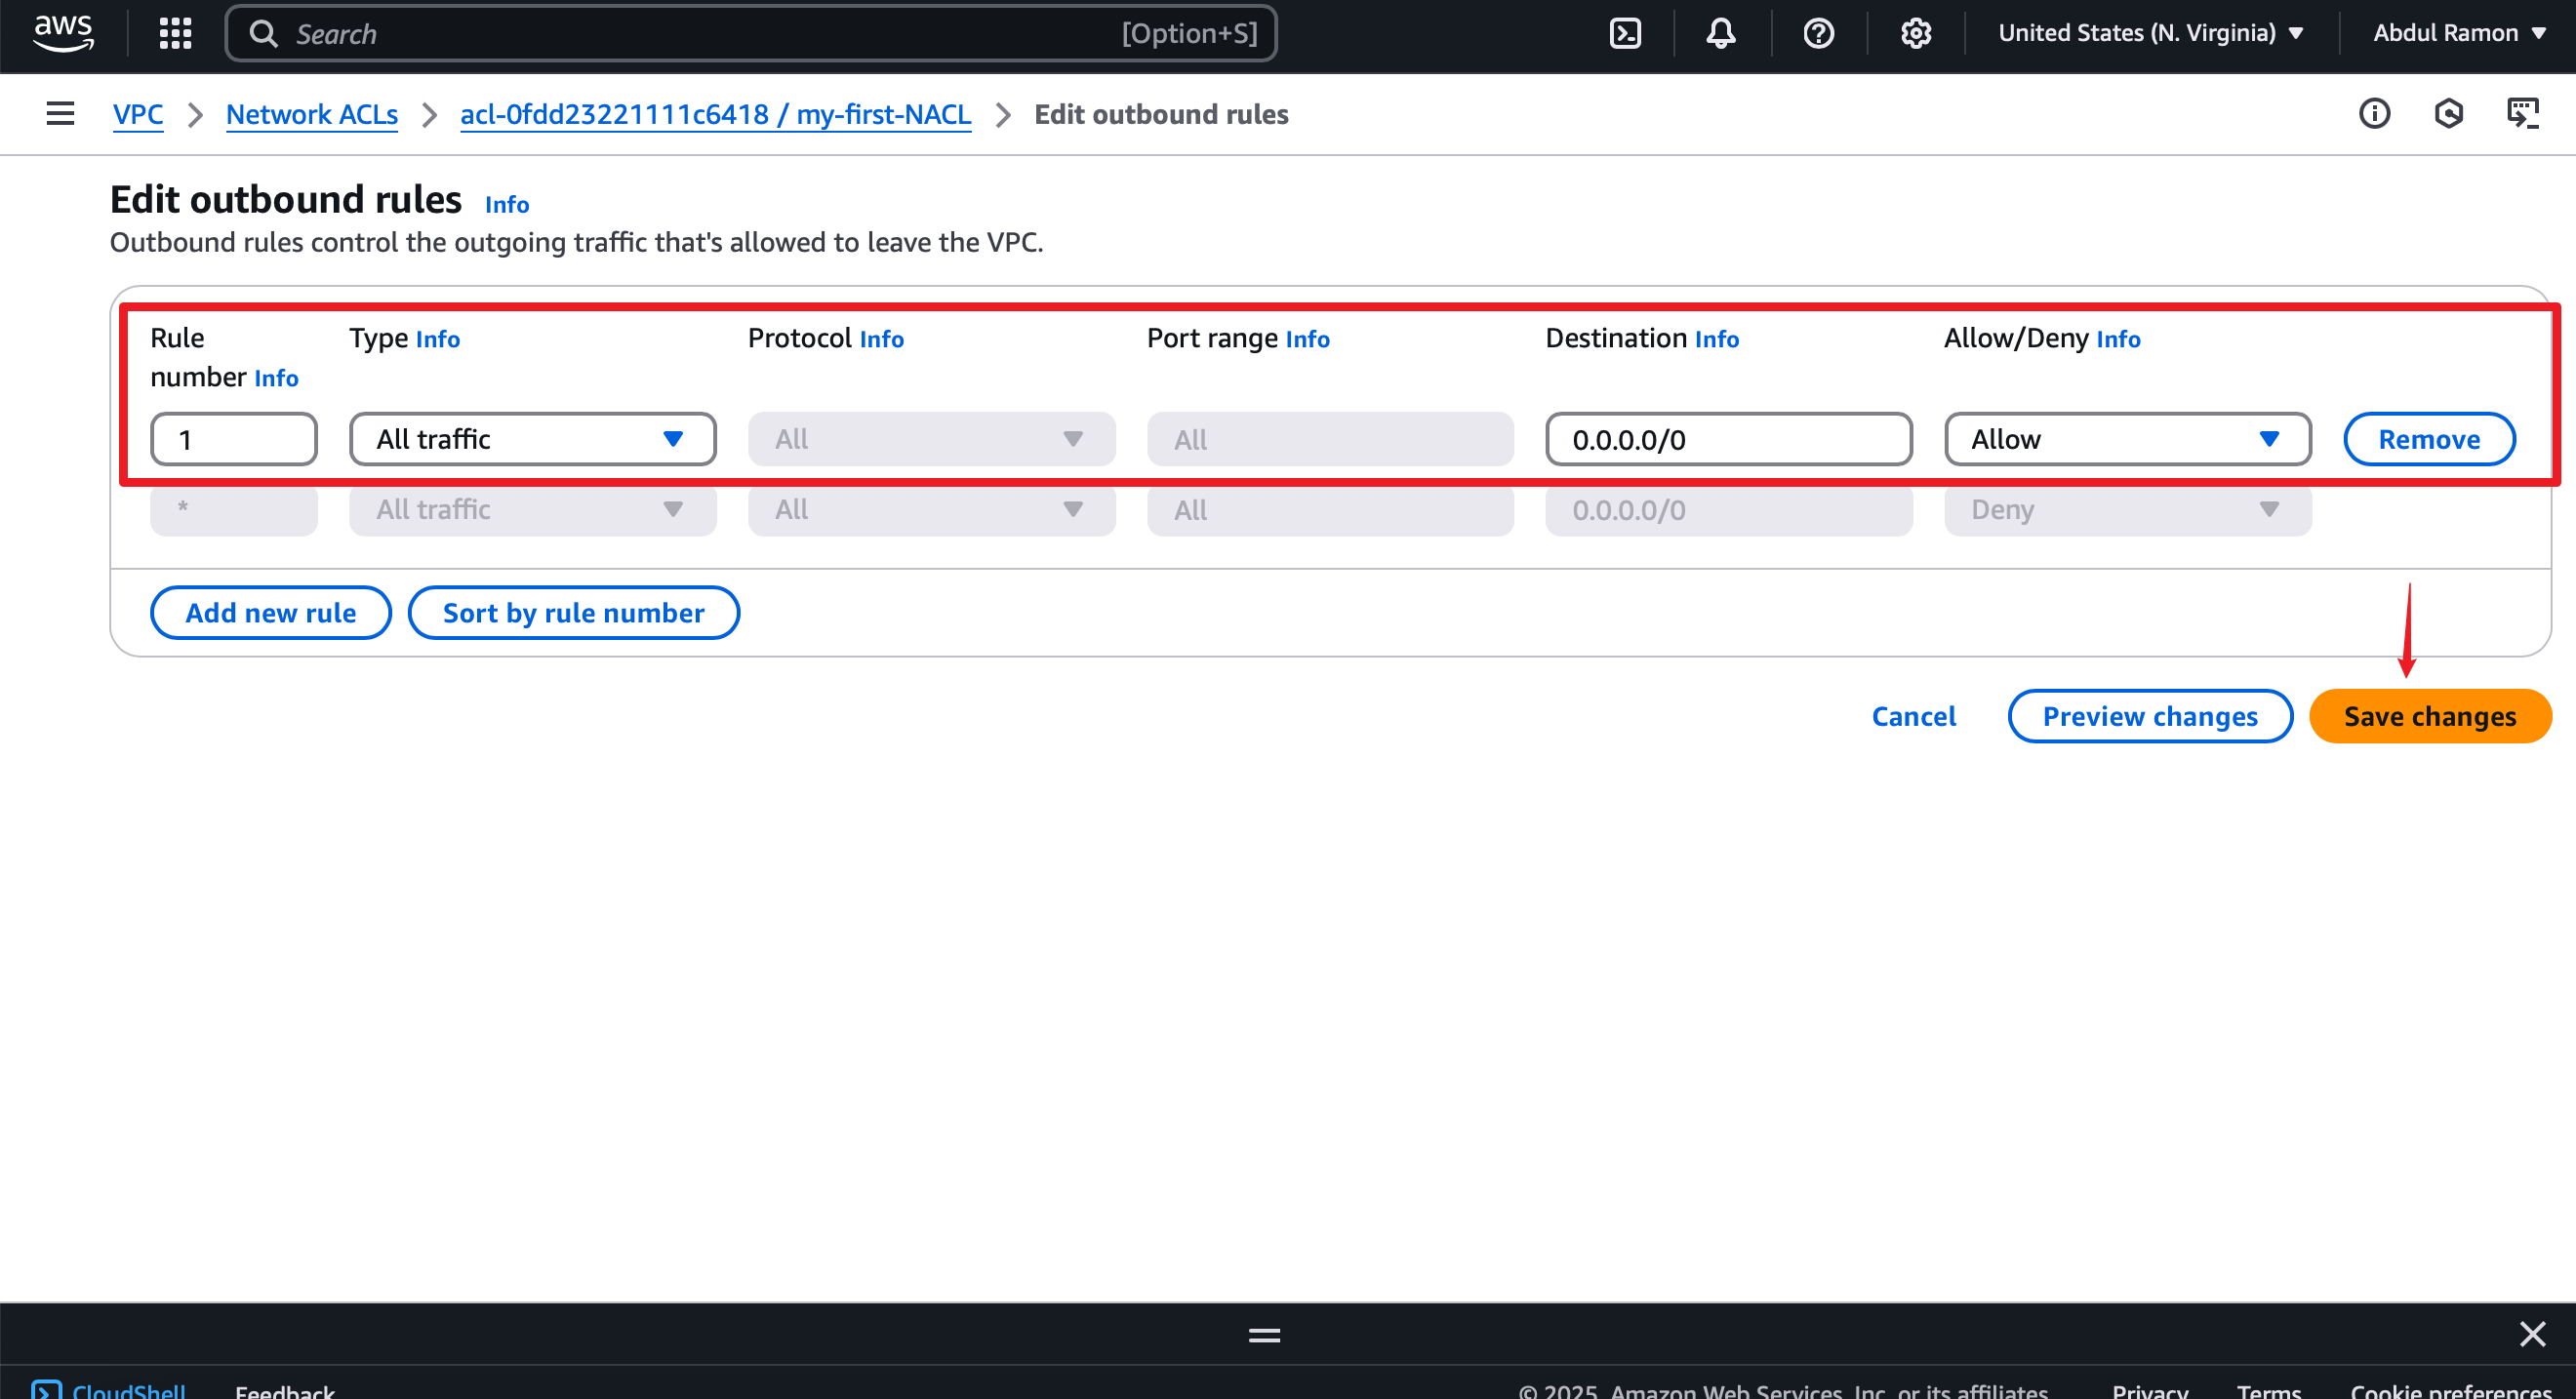 aws
Search [Option+S] United States (N. Virginia) Abdul Ramon
VPC Network ACLs acl-0fdd23221111c6418 / my-first-NACL Edit outbound rules
Edit outbound rules Info
Outbound rules control the outgoing traffic that's allowed to leave the VPC.
Rule number Info Type Info Protocol Info Port range Info Destination Info Allow/Deny Info
1 All traffic All All 0.0.0.0/0 Allow Remove
* All traffic All All 0.0.0.0/0 Deny
Add new rule Sort by rule number
Cancel Preview changes Save changes
CloudShell Feedback © 2025, Amazon Web Services, Inc. or its affiliates. Privacy Terms Cookie preferences